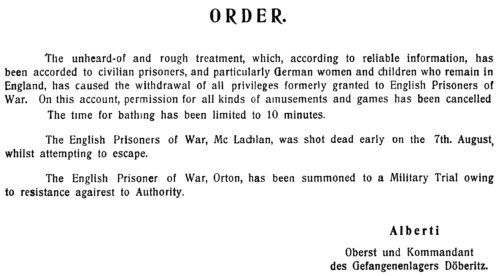 ORDER.
The unheard-of and rough treatment, which, according to reliable information, has
been accorded to civilian prisoners, and particularly German women and children who remain in
England, has caused the withdrawal of all privileges formerly granted to English Prisoners of
War. On this account, permission for all kinds of amusements and games has been cancelled
The time for bathing has been limited to 10 minutes.
The English Prisoners of War, Mc Lachlan, was shot dead early on the 7th. August,
whilst attempting to escape.
The English Prisoner of War, Orton, has been summoned to a Military Trial owing
to resistance agairest to Authority.
Alberti
Oberst und Kommandant
des Gefangenenlagers Döberitz.